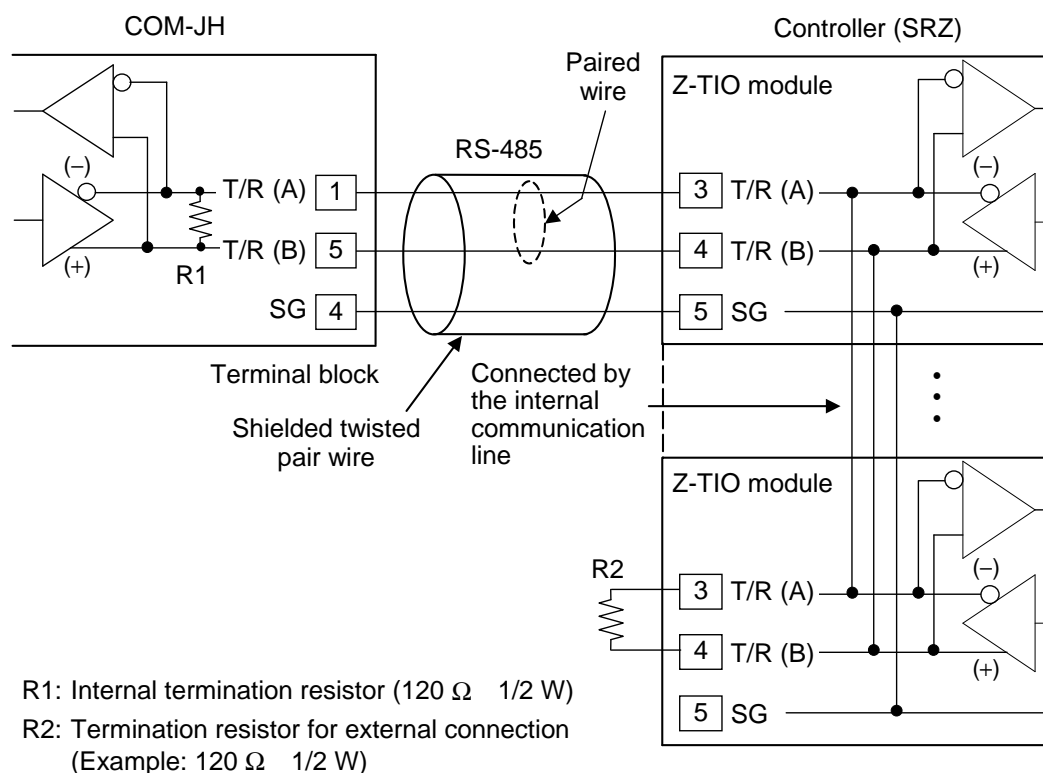 COM-JH
Controller (SRZ)
Paired
wire
Z-TIO module
RS-485
(−)
T/R (A)
1
3
T/R (A)
(−)
R1
T/R (B)
5
4
T/R (B)
(+)
(+)
SG
4
5
SG
Terminal block
Shielded twisted
pair wire
Connected by
the internal
communication
line
Z-TIO module
R2
3
T/R (A)
(−)
4
T/R (B)
(+)
5
SG
R1: Internal termination resistor (120 Ω 1/2 W)
R2: Termination resistor for external connection
(Example: 120 Ω 1/2 W)